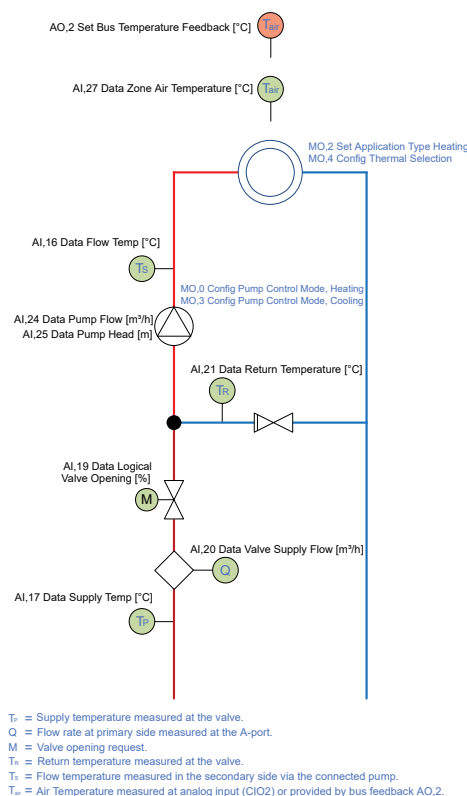 AO,2 Set Bus Temperature Feedback [°C]
Tair
AI,27 Data Zone Air Temperature [°C]
Tair
MO,2 Set Application Type Heating
MO,4 Config Thermal Selection
AI,16 Data Flow Temp [°C]
TS
MO,0 Config Pump Control Mode, Heating
MO,3 Config Pump Control Mode, Cooling
AI,24 Data Pump Flow [m³/h]
AI,25 Data Pump Head [m]
AI,21 Data Return Temperature [°C]
TR
AI,19 Data Logical
Valve Opening [%]
M
AI,20 Data Valve Supply Flow [m³/h]
Q
AI,17 Data Supply Temp [°C]
TP
TP = Supply temperature measured at the valve.
Q = Flow rate at primary side measured at the A-port.
M = Valve opening request.
TR = Return temperature measured at the valve.
TS = Flow temperature measured in the secondary side via the connected pump.
Tair = Air Temperature measured at analog input (CIO2) or provided by bus feedback AO,2.